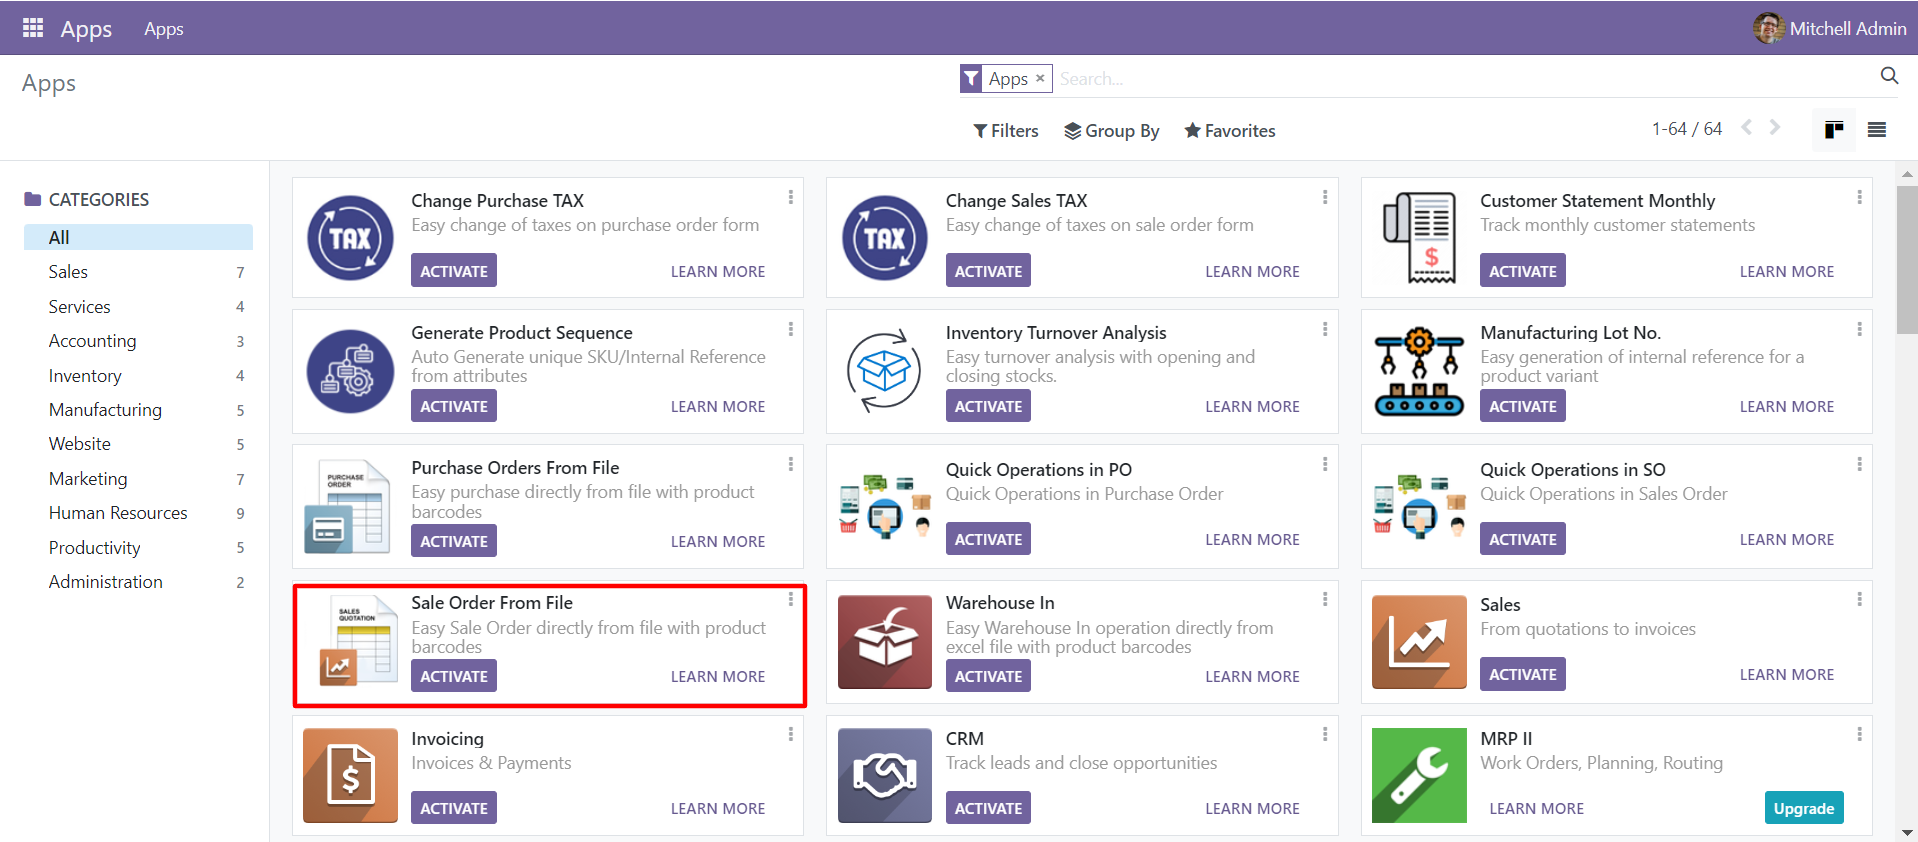 Apps
Apps
Mitchell Admin
Apps
Apps ×
Search...
Filters
Group By
Favorites
1-64 / 64
CATEGORIES
All
Sales 7
Services 4
Accounting 3
Inventory 4
Manufacturing 5
Website 5
Marketing 7
Human Resources 9
Productivity 5
Administration 2
TAX
Change Purchase TAX
Easy change of taxes on purchase order form
ACTIVATE
LEARN MORE
TAX
Change Sales TAX
Easy change of taxes on sale order form
ACTIVATE
LEARN MORE
$
Customer Statement Monthly
Track monthly customer statements
ACTIVATE
LEARN MORE
Generate Product Sequence
Auto Generate unique SKU/Internal Reference
from attributes
ACTIVATE
LEARN MORE
Inventory Turnover Analysis
Easy turnover analysis with opening and
closing stocks.
ACTIVATE
LEARN MORE
Manufacturing Lot No.
Easy generation of internal reference for a
product variant
ACTIVATE
LEARN MORE
PURCHASE
ORDER
Purchase Orders From File
Easy purchase directly from file with product
barcodes
ACTIVATE
LEARN MORE
Quick Operations in PO
Quick Operations in Purchase Order
ACTIVATE
LEARN MORE
Quick Operations in SO
Quick Operations in Sales Order
ACTIVATE
LEARN MORE
SALES
QUOTATION
Sale Order From File
Easy Sale Order directly from file with product
barcodes
ACTIVATE
LEARN MORE
Warehouse In
Easy Warehouse In operation directly from
excel file with product barcodes
ACTIVATE
LEARN MORE
Sales
From quotations to invoices
ACTIVATE
LEARN MORE
$
Invoicing
Invoices & Payments
ACTIVATE
LEARN MORE
CRM
Track leads and close opportunities
ACTIVATE
LEARN MORE
MRP II
Work Orders, Planning, Routing
LEARN MORE
Upgrade